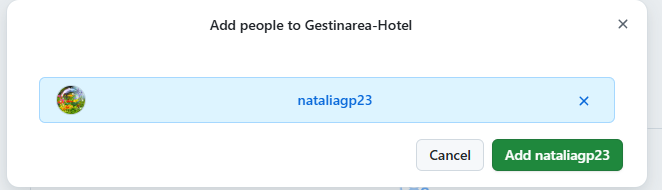 Add people to Gestinarea-Hotel
nataliagp23
Cancel
Add nataliagp23